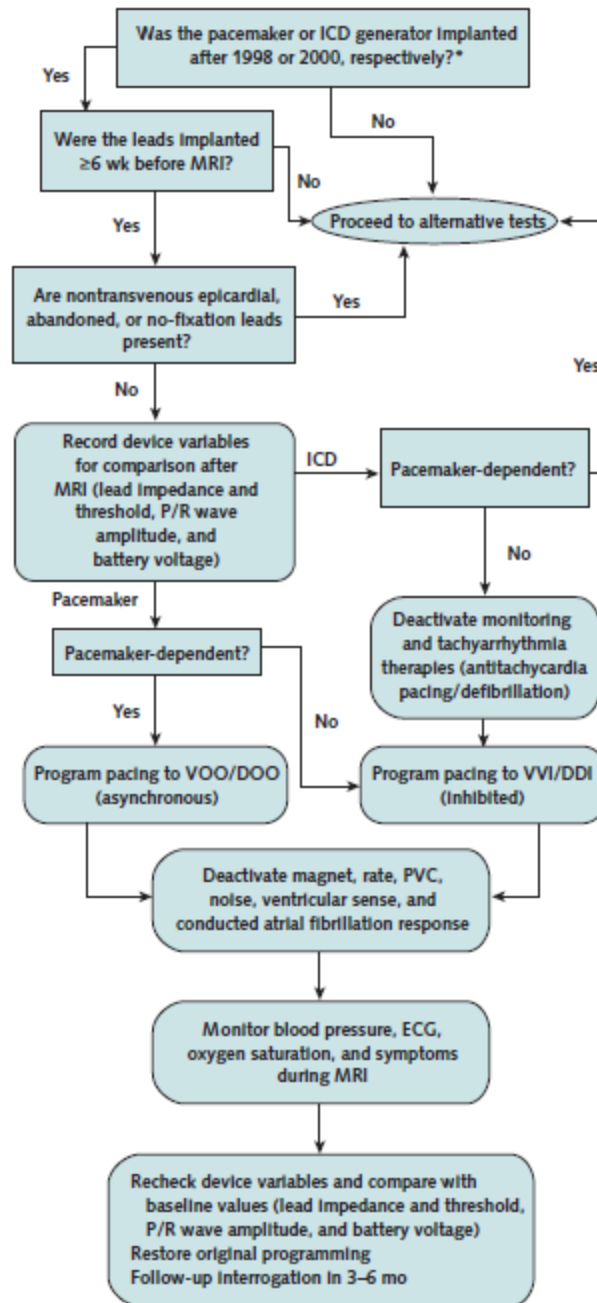 Was the pacemaker or ICD generator implanted
after 1998 or 2000, respectively?*
Yes
No
Were the leads implanted
≥6 wk before MRI?
No
Proceed to alternative tests
Yes
Are nontransvenous epicardial,
abandoned, or no-fixation leads
present?
Yes
Yes
No
Record device variables
for comparison after
MRI (lead impedance and
threshold, P/R wave
amplitude, and
battery voltage)
ICD
Pacemaker-dependent?
No
Pacemaker
Deactivate monitoring
and tachyarrhythmia
therapies (antitachycardia
pacing/defibrillation)
Pacemaker-dependent?
Yes
No
Program pacing to VOO/DOO
(asynchronous)
Program pacing to VVI/DDI
(inhibited)
Deactivate magnet, rate, PVC,
noise, ventricular sense, and
conducted atrial fibrillation response
Monitor blood pressure, ECG,
oxygen saturation, and symptoms
during MRI
Recheck device variables and compare with
baseline values (lead impedance and threshold,
P/R wave amplitude, and battery voltage)
Restore original programming
Follow-up interrogation in 3–6 mo